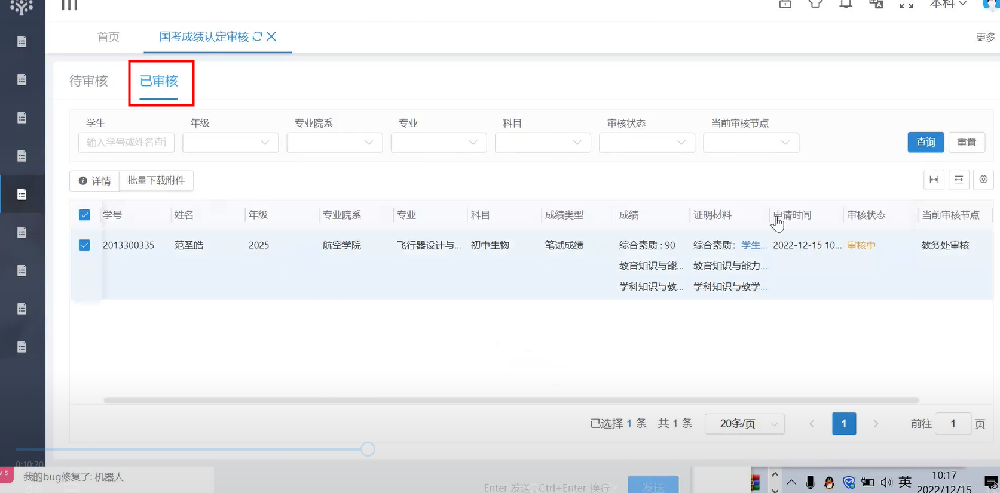 本科
首页
国考成绩认定审核
更多
待审核
已审核
学生
年级
专业院系
专业
科目
审核状态
当前审核节点
输入学号或姓名查询
查询
重置
详情
批量下载附件
学号
姓名
年级
专业院系
专业
科目
成绩类型
成绩
证明材料
申请时间
审核状态
当前审核节点
2013300335
范圣皓
2025
航空学院
飞行器设计与...
初中生物
笔试成绩
综合素质 : 90
综合素质： 学生...
2022-12-15 10...
审核中
教务处审核
教育知识与能...
教育知识与能力...
学科知识与教...
学科知识与教学...
已选择 1 条
共 1 条
20条/页
1
前往
1
页
0:10:20
V 5
我的bug修复了: 机器人
Enter 发送 , Ctrl+Enter 换行
发送
英
10:17
2022/12/15